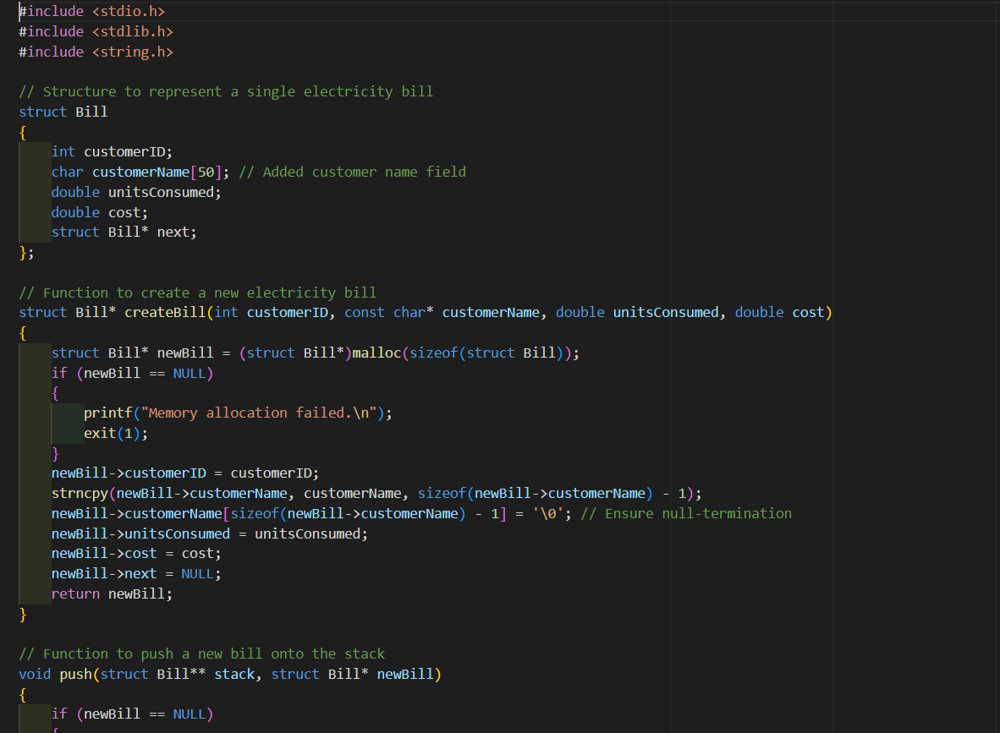 #include <stdio.h>
#include <stdlib.h>
#include <string.h>
// Structure to represent a single electricity bill
struct Bill
{
int customerID;
char customerName[50]; // Added customer name field
double unitsConsumed;
double cost;
struct Bill* next;
};
// Function to create a new electricity bill
struct Bill* createBill(int customerID, const char* customerName, double unitsConsumed, double cost)
{
struct Bill* newBill = (struct Bill*)malloc(sizeof(struct Bill));
if (newBill == NULL)
{
printf("Memory allocation failed.\n");
exit(1);
}
newBill->customerID = customerID;
strncpy(newBill->customerName, customerName, sizeof(newBill->customerName) - 1);
newBill->customerName[sizeof(newBill->customerName) - 1] = '\0'; // Ensure null-termination
newBill->unitsConsumed = unitsConsumed;
newBill->cost = cost;
newBill->next = NULL;
return newBill;
}
// Function to push a new bill onto the stack
void push(struct Bill** stack, struct Bill* newBill)
{
if (newBill == NULL)
{